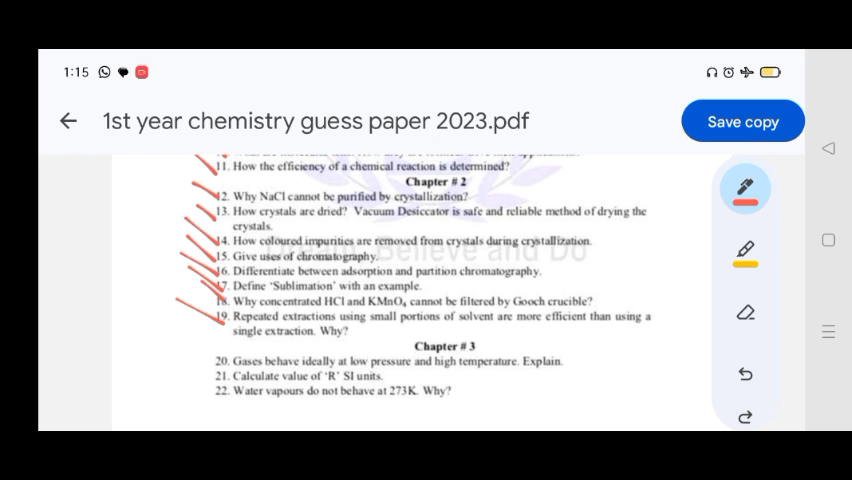 1:15
1st year chemistry guess paper 2023.pdf
Save copy
11. How the efficiency of a chemical reaction is determined?
Chapter # 2
12. Why NaCl cannot be purified by crystallization?
13. How crystals are dried? Vacuum Desiccator is safe and reliable method of drying the
crystals.
14. How coloured impurities are removed from crystals during crystallization.
15. Give uses of chromatography.
16. Differentiate between adsorption and partition chromatography.
17. Define 'Sublimation' with an example.
18. Why concentrated HCl and KMnO₄ cannot be filtered by Gooch crucible?
19. Repeated extractions using small portions of solvent are more efficient than using a
single extraction. Why?
Chapter # 3
20. Gases behave ideally at low pressure and high temperature. Explain.
21. Calculate value of 'R' SI units.
22. Water vapours do not behave at 273K. Why?
Dream, Believe and Do